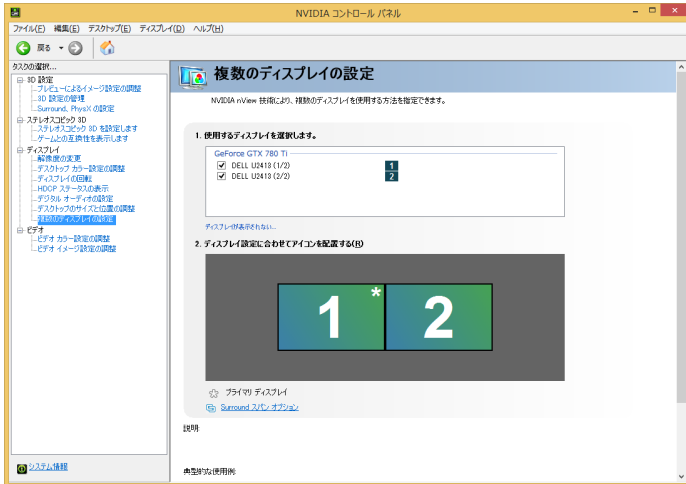 NVIDIA コントロール パネル
ファイル(F) 編集(E) デスクトップ(E) ディスプレイ(D) ヘルプ(H)
戻る
タスクの選択...
3D 設定
プレビューによるイメージ設定の調整
3D 設定の管理
Surround、PhysX の設定
ステレオスコピック 3D
ステレオスコピック 3D を設定します
ゲームとの互換性を表示します
ディスプレイ
解像度の変更
デスクトップ カラー設定の調整
ディスプレイの回転
HDCP ステータスの表示
デジタル オーディオの設定
デスクトップのサイズと位置の調整
複数のディスプレイの設定
ビデオ
ビデオ カラー設定の調整
ビデオ イメージ設定の調整
システム情報
複数のディスプレイの設定
NVIDIA nView 技術により、複数のディスプレイを使用する方法を指定できます。
1. 使用するディスプレイを選択します。
GeForce GTX 780 Ti
DELL U2413 (1/2) 1
DELL U2413 (2/2) 2
ディスプレイが表示されない...
2. ディスプレイ設定に合わせてアイコンを配置する(R)
1* 2
プライマリ ディスプレイ
Surround スパン オプション
説明:
典型的な使用例: